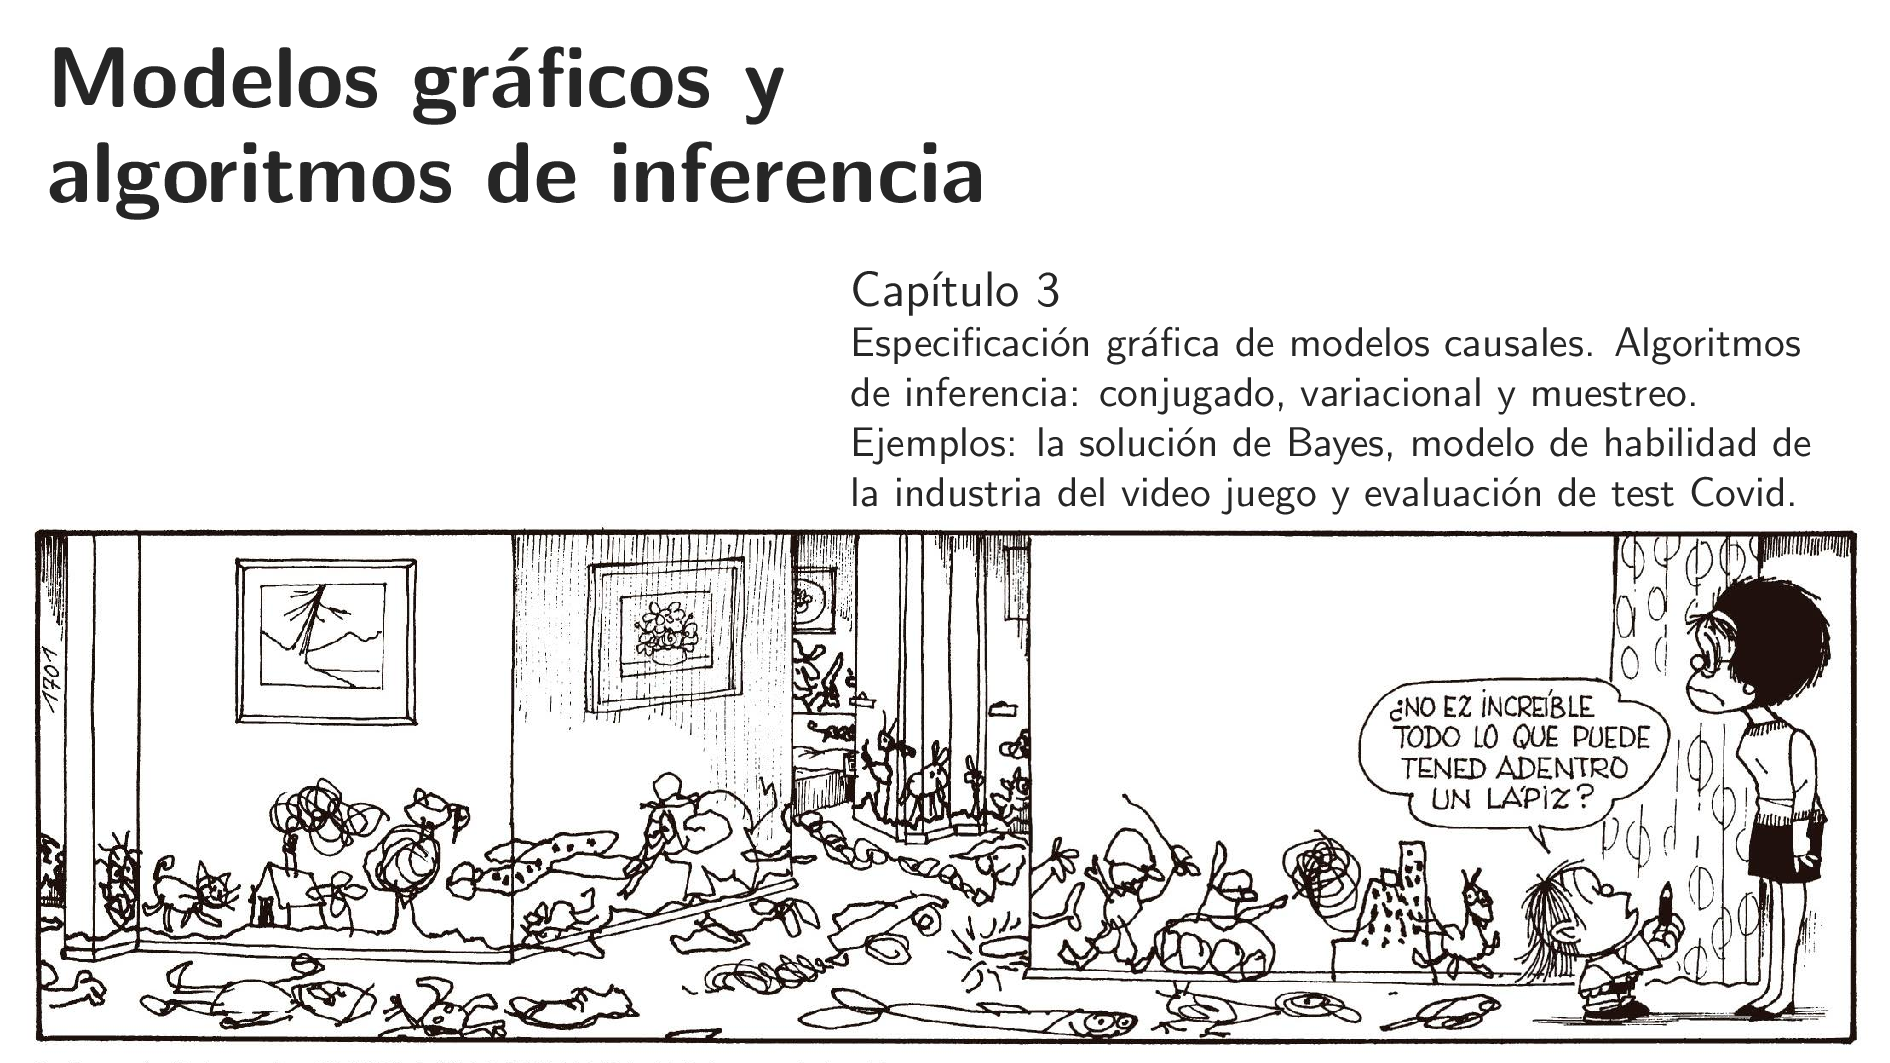 Modelos gráficos y
algoritmos de inferencia
Capítulo 3
Especificación gráfica de modelos causales. Algoritmos
de inferencia: conjugado, variacional y muestreo.
Ejemplos: la solución de Bayes, modelo de habilidad de
la industria del video juego y evaluación de test Covid.
1701
¿NO EZ INCREÍBLE
TODO LO QUE PUEDE
TENED ADENTRO
UN LÁPIZ?